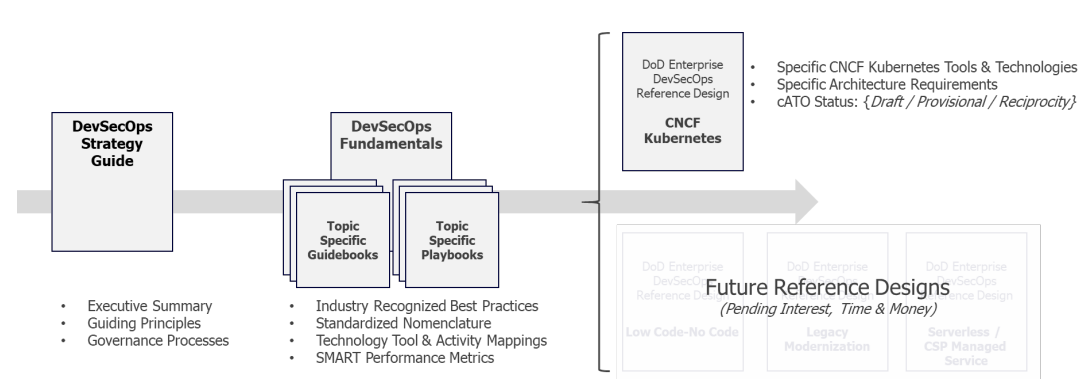 DevSecOps
Strategy
Guide
• Executive Summary
• Guiding Principles
• Governance Processes
DevSecOps
Fundamentals
Topic
Specific
Guidebooks
Topic
Specific
Playbooks
• Industry Recognized Best Practices
• Standardized Nomenclature
• Technology Tool & Activity Mappings
• SMART Performance Metrics
DoD Enterprise
DevSecOps
Reference Design
CNCF
Kubernetes
• Specific CNCF Kubernetes Tools & Technologies
• Specific Architecture Requirements
• cATO Status: {Draft / Provisional / Reciprocity}
Future Reference Designs
(Pending Interest, Time & Money)
DoD Enterprise
DevSecOps
Reference Design
Low Code-No Code
DoD Enterprise
DevSecOps
Reference Design
Legacy
Modernization
DoD Enterprise
DevSecOps
Reference Design
Serverless /
CSP Managed
Service